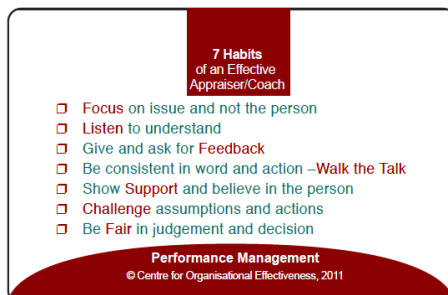 7 Habits
of an Effective
Appraiser/Coach
❐ Focus on issue and not the person
❐ Listen to understand
❐ Give and ask for Feedback
❐ Be consistent in word and action –Walk the Talk
❐ Show Support and believe in the person
❐ Challenge assumptions and actions
❐ Be Fair in judgement and decision
Performance Management
© Centre for Organisational Effectiveness, 2011